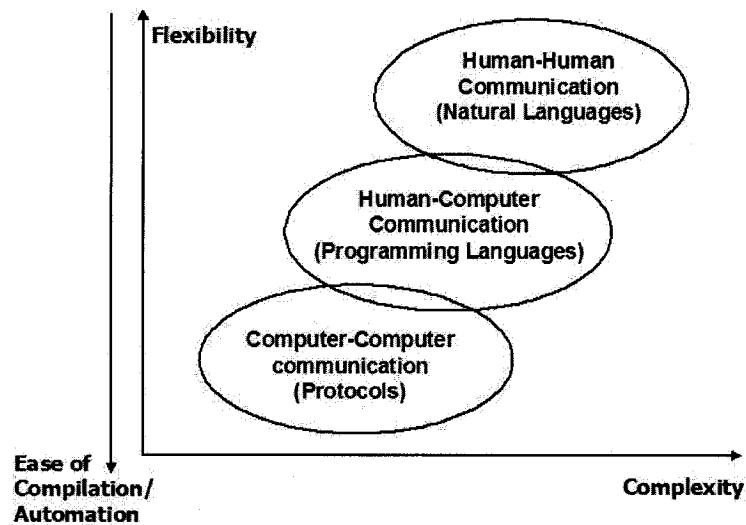 Flexibility
Human-Human
Communication
(Natural Languages)
Human-Computer
Communication
(Programming Languages)
Computer-Computer
communication
(Protocols)
Ease of
Compilation/
Automation
Complexity